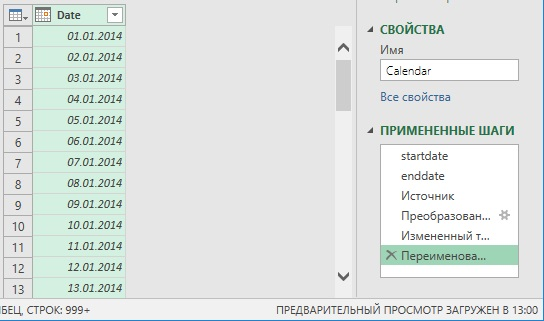 Date
1 01.01.2014
2 02.01.2014
3 03.01.2014
4 04.01.2014
5 05.01.2014
6 06.01.2014
7 07.01.2014
8 08.01.2014
9 09.01.2014
10 10.01.2014
11 11.01.2014
12 12.01.2014
13 13.01.2014
СВОЙСТВА
Имя
Calendar
Все свойства
ПРИМЕНЕННЫЕ ШАГИ
startdate
enddate
Источник
Преобразован...
Измененный т...
Переименова...
БЕЦ, СТРОК: 999+
ПРЕДВАРИТЕЛЬНЫЙ ПРОСМОТР ЗАГРУЖЕН В 13:00